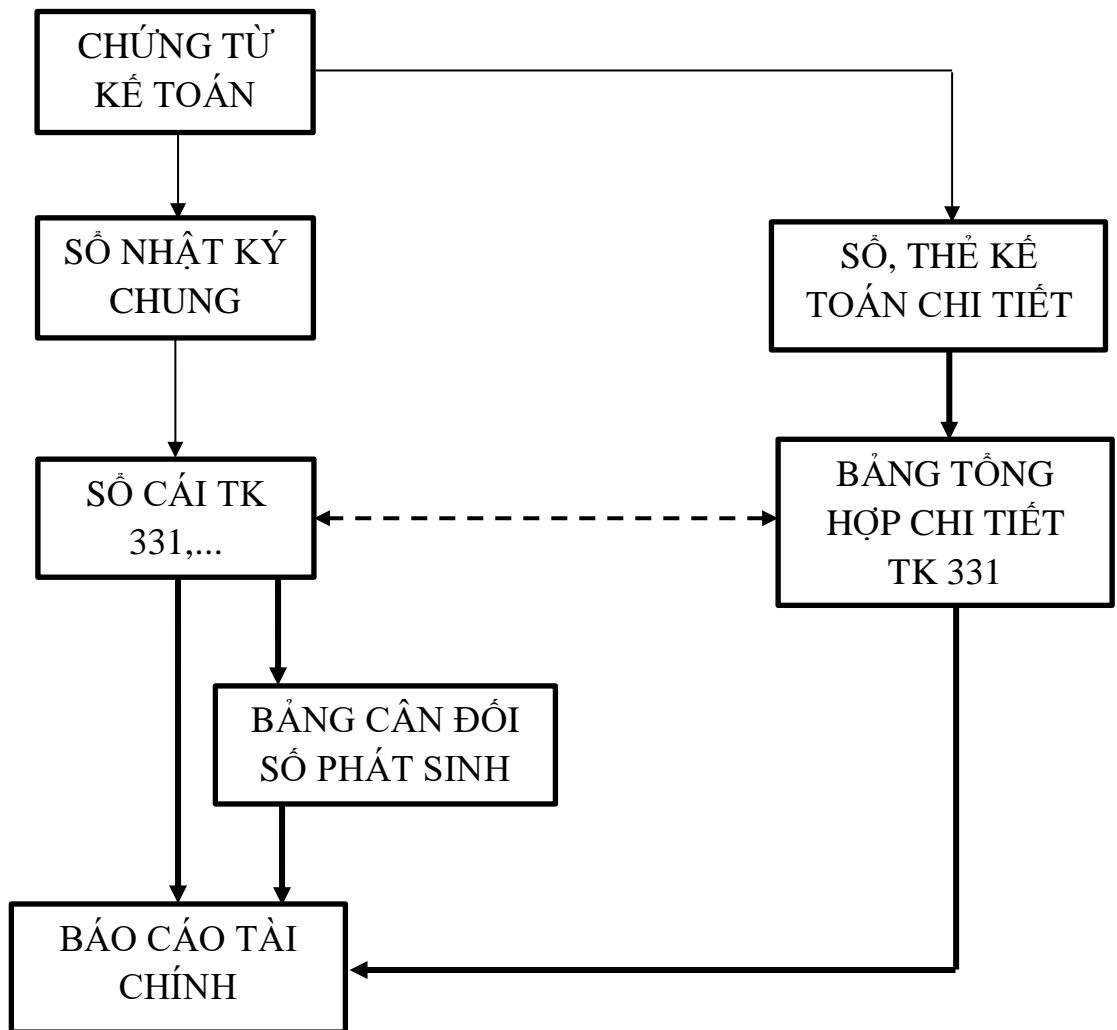 CHỨNG TỪ
KẾ TOÁN
SỔ NHẬT KÝ
CHUNG
SỔ, THẺ KẾ
TOÁN CHI TIẾT
SỔ CÁI TK
331,...
BẢNG TỔNG
HỢP CHI TIẾT
TK 331
BẢNG CÂN ĐỐI
SỐ PHÁT SINH
BÁO CÁO TÀI
CHÍNH